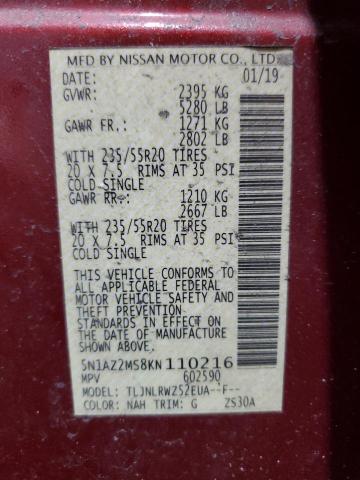 MFD BY NISSAN MOTOR CO., LTD
DATE: 01/19
GVWR: 2395 KG
5280 LB
GAWR FR.: 1271 KG
2802 LB
WITH 235/55R20 TIRES
20 X 7.5 RIMS AT 35 PSI
COLD SINGLE
GAWR RR.: 1210 KG
2667 LB
WITH 235/55R20 TIRES
20 X 7.5 RIMS AT 35 PSI
COLD SINGLE
THIS VEHICLE CONFORMS TO
ALL APPLICABLE FEDERAL
MOTOR VEHICLE SAFETY AND
THEFT PREVENTION
STANDARDS IN EFFECT ON
THE DATE OF MANUFACTURE
SHOWN ABOVE
5N1AZ2MS8KN110216
MPV 602590
MODEL: TLJNLRWZ52EUA--F--
COLOR: NAH TRIM: G ZS30A